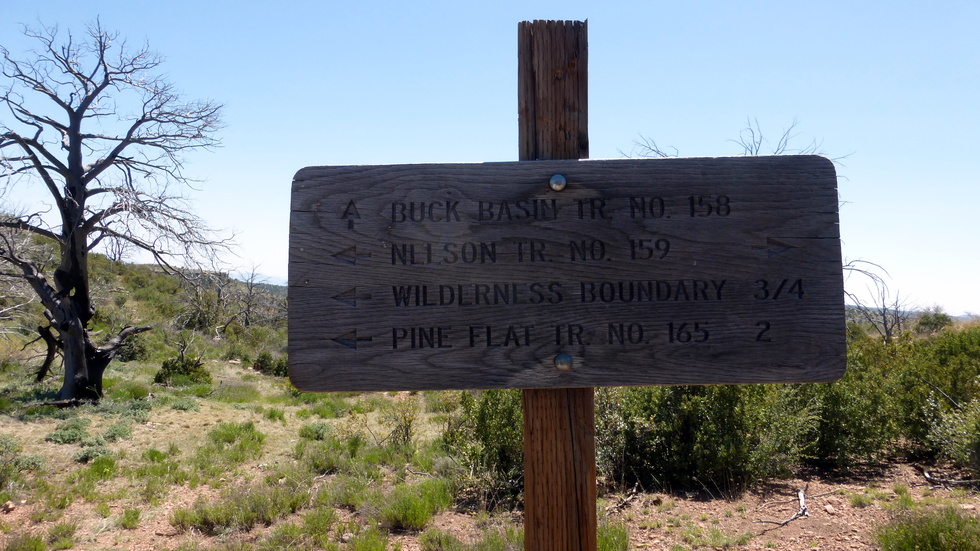 BUCK BASIN TR. NO. 158
NELSON TR. NO. 159
WILDERNESS BOUNDARY 3/4
PINE FLAT TR. NO. 165 2